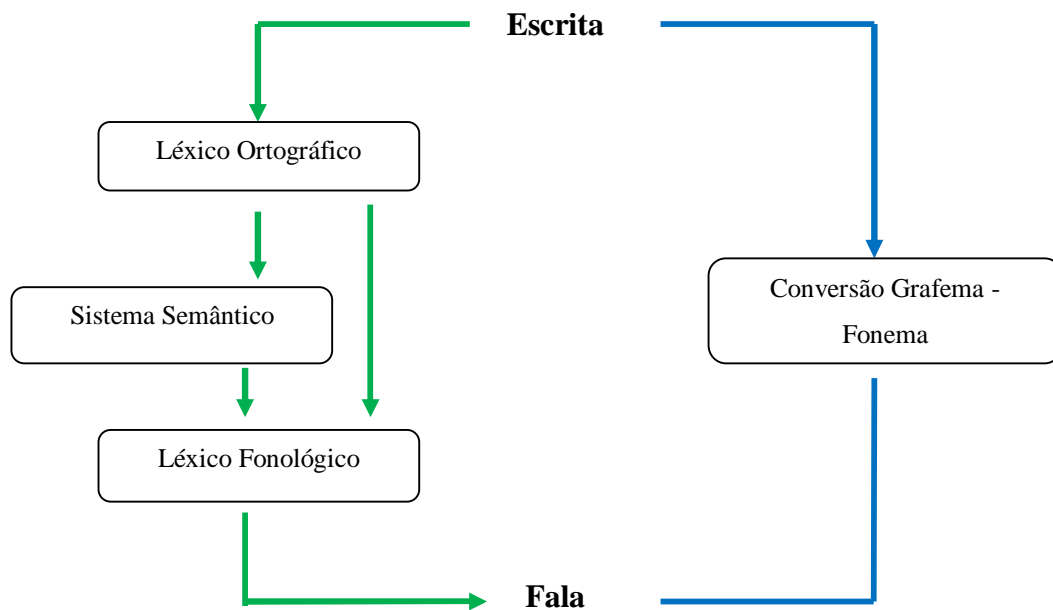 Escrita
Léxico Ortográfico
Sistema Semântico
Conversão Grafema -
Fonema
Léxico Fonológico
Fala